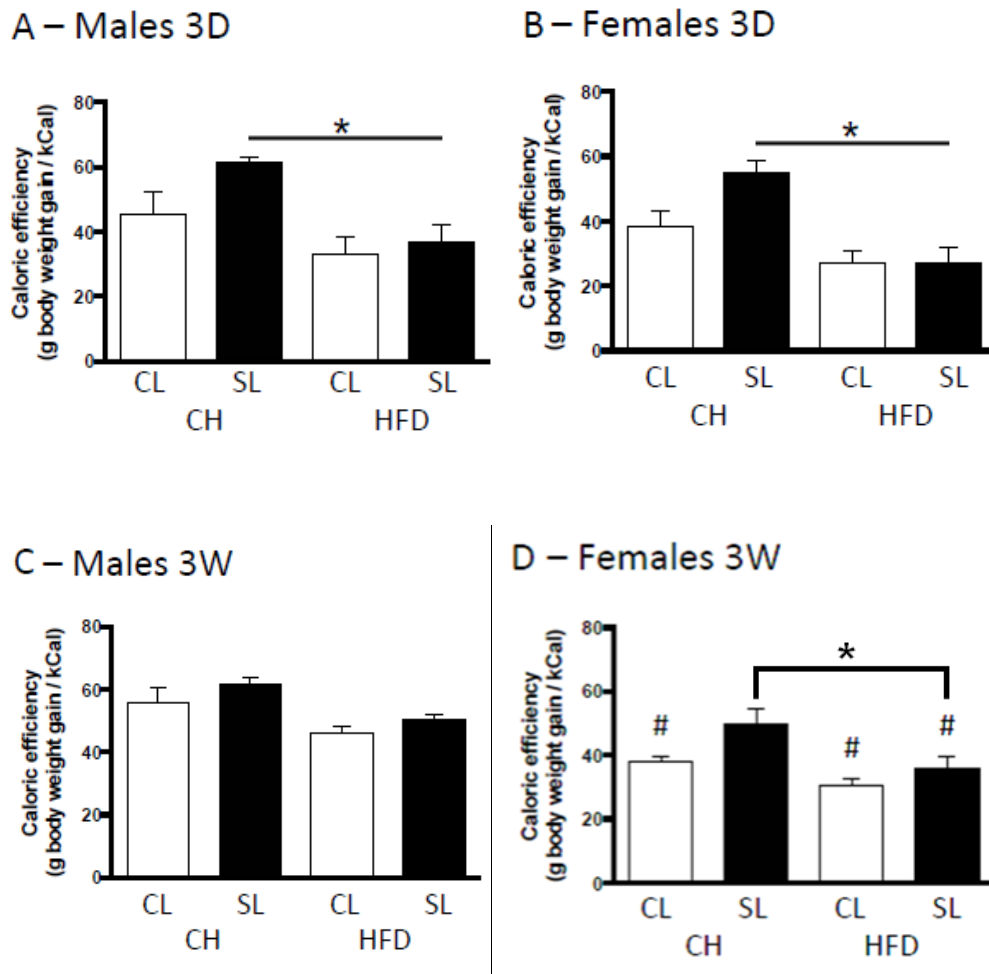 A – Males 3D
B – Females 3D
Caloric efficiency
(g body weight gain / kCal)
80
60
40
20
0
*
CL SL CL SL
CH HFD
Caloric efficiency
(g body weight gain / kCal)
80
60
40
20
0
*
CL SL CL SL
CH HFD
C – Males 3W
D – Females 3W
Caloric efficiency
(g body weight gain / kCal)
80
60
40
20
0
CL SL CL SL
CH HFD
Caloric efficiency
(g body weight gain / kCal)
80
60
40
20
0
*
# # #
CL SL CL SL
CH HFD